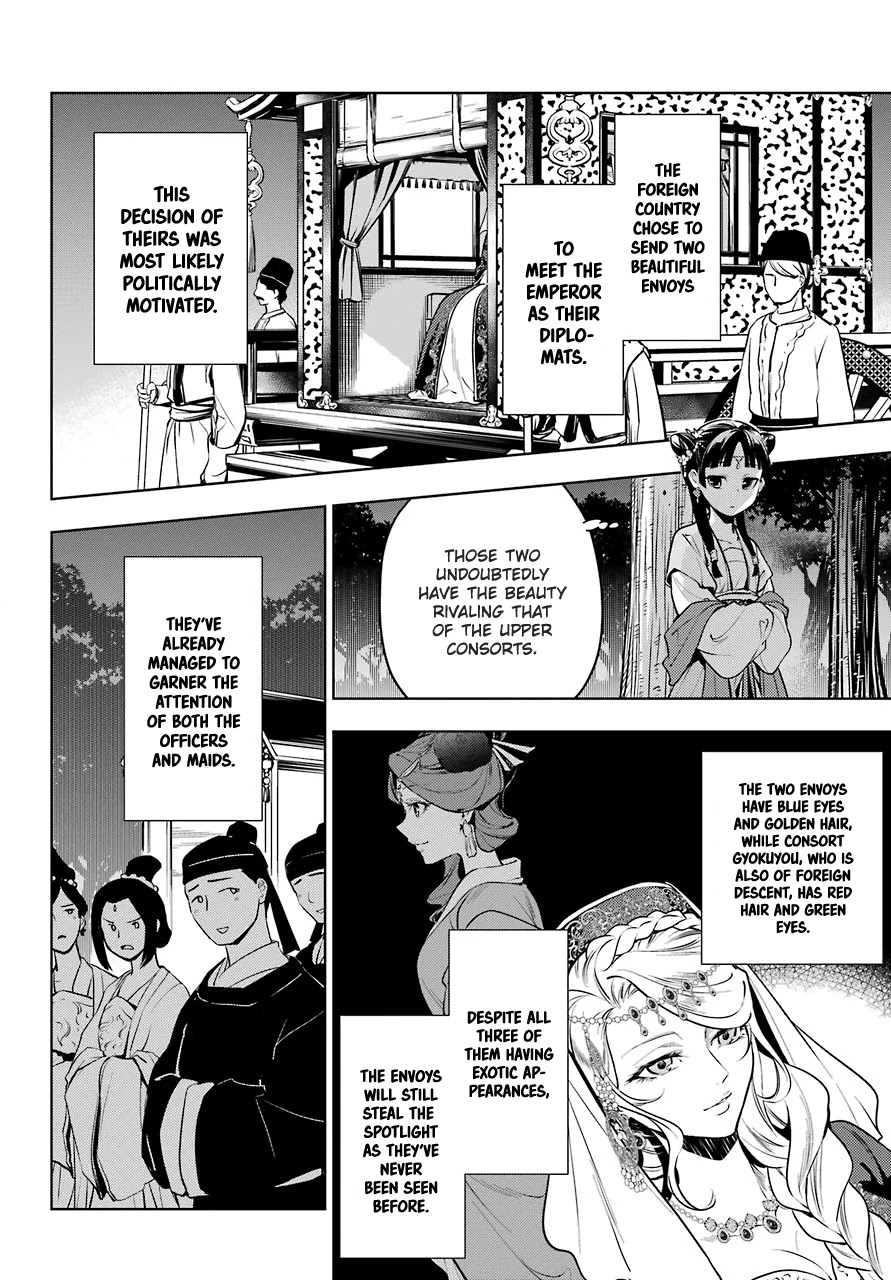 THE
FOREIGN
COUNTRY
CHOSE TO
SEND TWO
BEAUTIFUL
ENVOYS
TO
MEET THE
EMPEROR
AS THEIR
DIPLO-
MATS.
THIS
DECISION OF
THEIRS WAS
MOST LIKELY
POLITICALLY
MOTIVATED.
THOSE TWO
UNDOUBTEDLY
HAVE THE BEAUTY
RIVALING THAT
OF THE UPPER
CONSORTS.
THE TWO ENVOYS
HAVE BLUE EYES
AND GOLDEN HAIR,
WHILE CONSORT
GYOKUYOU, WHO IS
ALSO OF FOREIGN
DESCENT, HAS RED
HAIR AND GREEN
EYES.
DESPITE ALL
THREE OF
THEM HAVING
EXOTIC AP-
PEARANCES,
THE ENVOYS
WILL STILL
STEAL THE
SPOTLIGHT
AS THEY'VE
NEVER
BEEN SEEN
BEFORE.
THEY'VE
ALREADY
MANAGED TO
GARNER THE
ATTENTION
OF BOTH THE
OFFICERS
AND MAIDS.